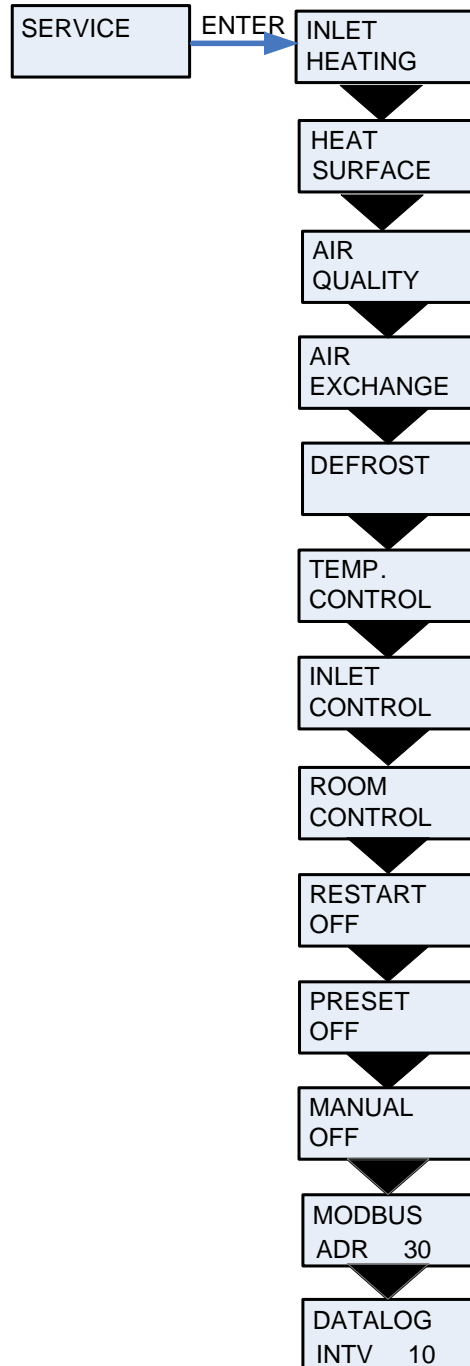 SERVICE
ENTER
INLET
HEATING
HEAT
SURFACE
AIR
QUALITY
AIR
EXCHANGE
DEFROST
TEMP.
CONTROL
INLET
CONTROL
ROOM
CONTROL
RESTART
OFF
PRESET
OFF
MANUAL
OFF
MODBUS
ADR 30
DATALOG
INTV 10